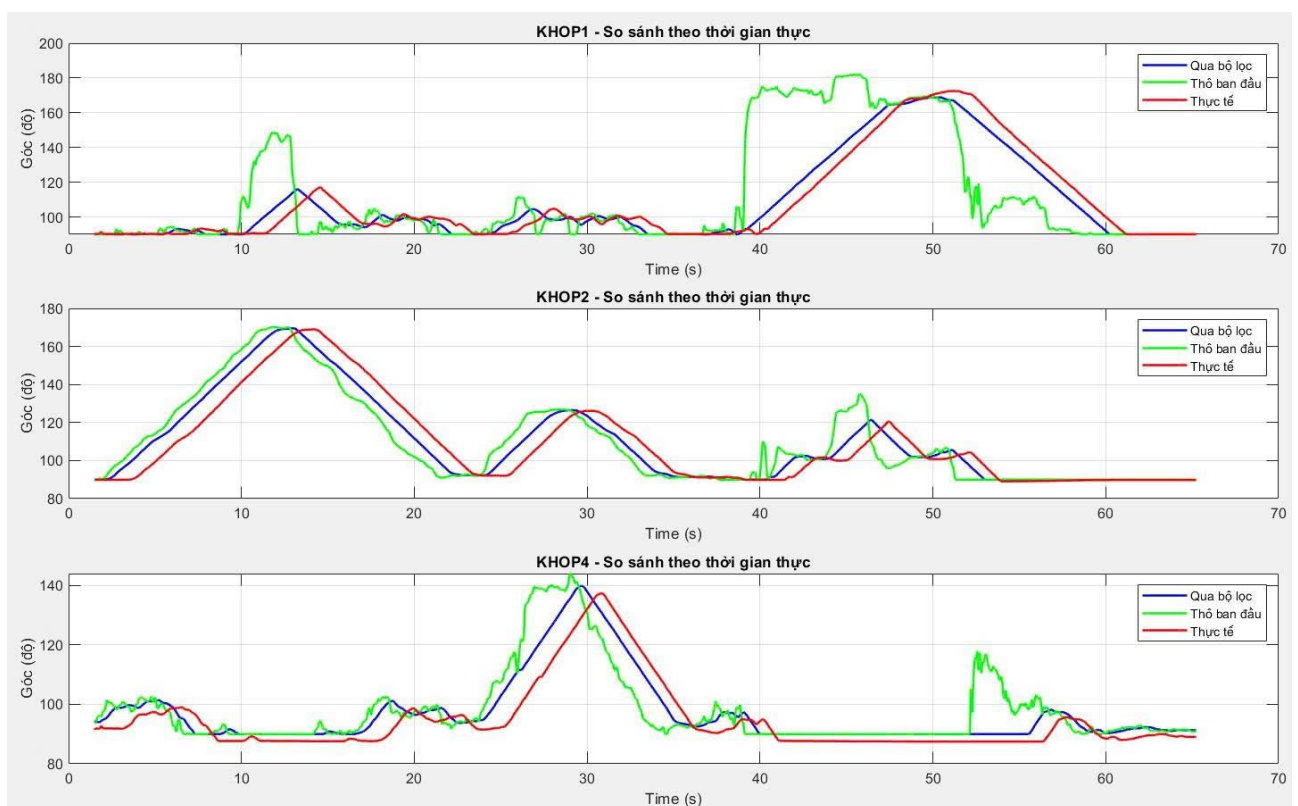 KHOP1 - So sánh theo thời gian thực
Góc (độ)
200
180
160
140
120
100
Qua bộ lọc
Thô ban đầu
Thực tế
0 10 20 30 40 50 60 70
Time (s)
KHOP2 - So sánh theo thời gian thực
Góc (độ)
180
160
140
120
100
80
Qua bộ lọc
Thô ban đầu
Thực tế
0 10 20 30 40 50 60 70
Time (s)
KHOP4 - So sánh theo thời gian thực
Góc (độ)
140
120
100
80
Qua bộ lọc
Thô ban đầu
Thực tế
0 10 20 30 40 50 60 70
Time (s)